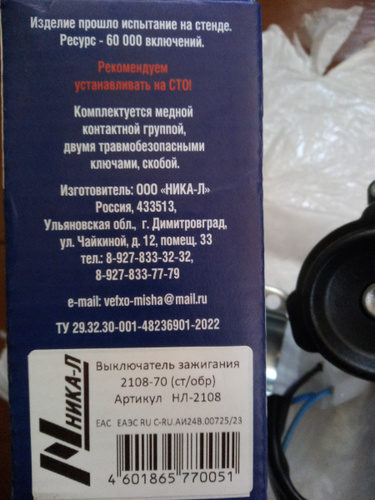 Изделие прошло испытание на стенде.
Ресурс - 60 000 включений.
Рекомендуем
устанавливать на СТО!
Комплектуется медной
контактной группой,
двумя травмобезопасными
ключами, скобой.
Изготовитель: ООО «НИКА-Л»
Россия, 433513,
Ульяновская обл., г. Димитровград,
ул. Чайкиной, д. 12, помещ. 33
тел.: 8-927-833-32-32,
8-927-833-77-79
e-mail: vefxo-misha@mail.ru
ТУ 29.32.30-001-48236901-2022
НИКА-Л
Выключатель зажигания
2108-70 (ст/обр)
Артикул НЛ-2108
ЕАС ЕАЭС RU С-RU.АИ24В.00725/23
4 601865 770051